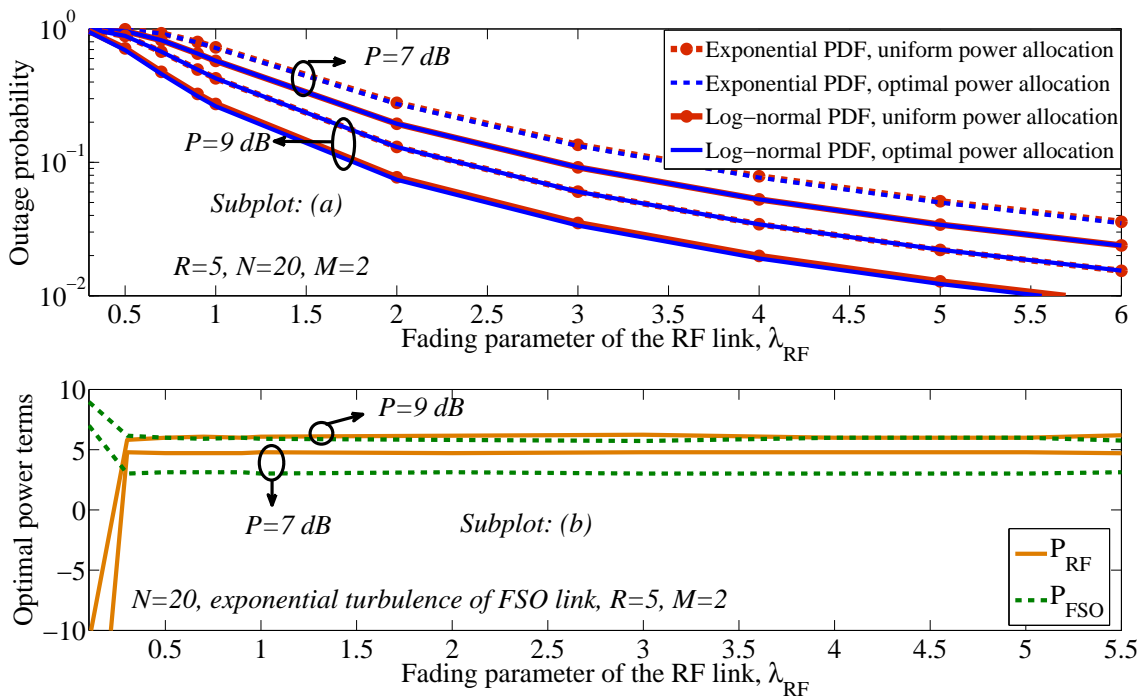 10^0
10^-1
10^-2
Outage probability
P=7 dB
P=9 dB
Subplot: (a)
R=5, N=20, M=2
Exponential PDF, uniform power allocation
Exponential PDF, optimal power allocation
Log-normal PDF, uniform power allocation
Log-normal PDF, optimal power allocation
0.5 1 1.5 2 2.5 3 3.5 4 4.5 5 5.5 6
Fading parameter of the RF link, λ_RF
10
5
0
−5
−10
Optimal power terms
P=9 dB
P=7 dB
Subplot: (b)
N=20, exponential turbulence of FSO link, R=5, M=2
P_RF
P_FSO
0.5 1 1.5 2 2.5 3 3.5 4 4.5 5 5.5
Fading parameter of the RF link, λ_RF